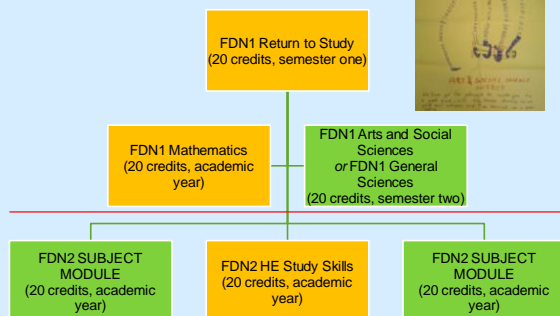 FDN1 Return to Study
(20 credits, semester one)
FDN1 Mathematics
(20 credits, academic
year)
FDN1 Arts and Social
Sciences
or FDN1 General
Sciences
(20 credits, semester two)
FDN2 SUBJECT
MODULE
(20 credits, academic
year)
FDN2 HE Study Skills
(20 credits, academic
year)
FDN2 SUBJECT
MODULE
(20 credits, academic
year)